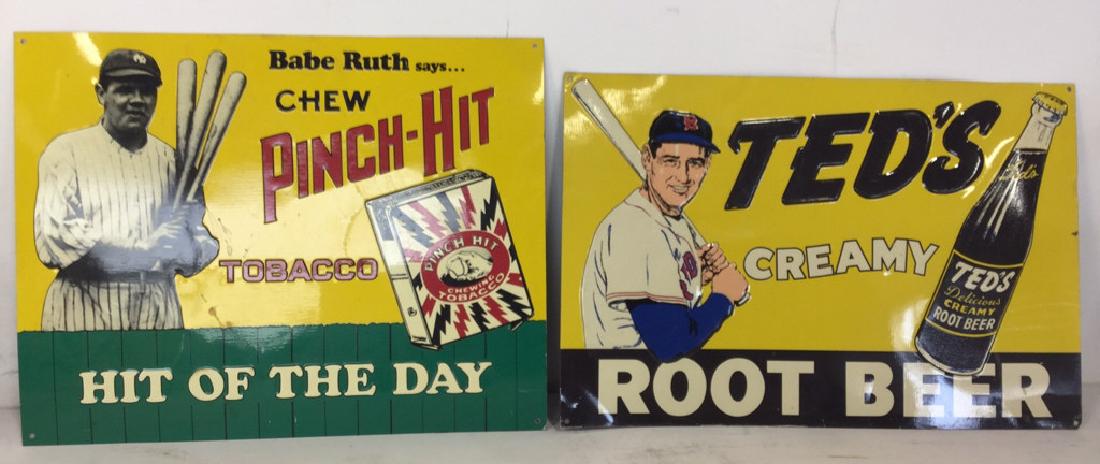 Babe Ruth says...
CHEW
PINCH-HIT
TOBACCO
PINCH HIT
CHEWING
TOBACCO
HIT OF THE DAY
B
TED'S
CREAMY
ROOT BEER
Ted's
TED'S
Delicious
CREAMY
ROOT BEER